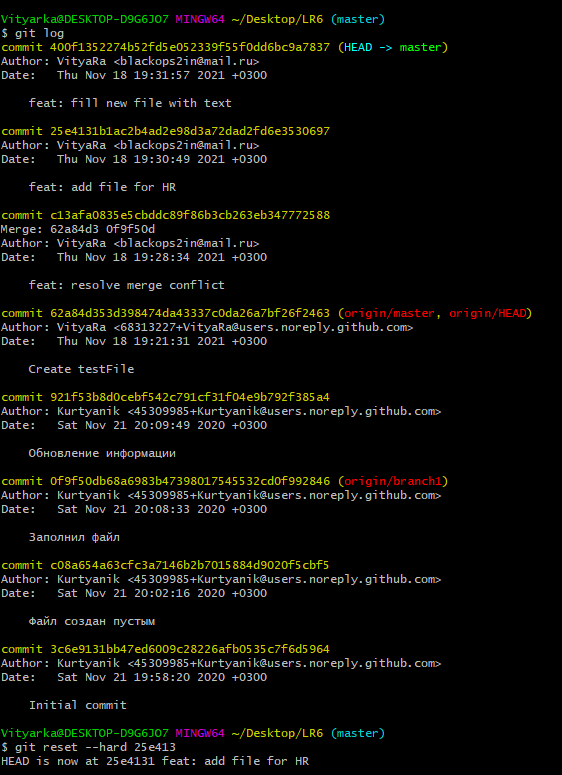 Vityarka@DESKTOP-D9G6JO7 MINGW64 ~/Desktop/LR6 (master)
$ git log
commit 400f1352274b52fd5e052339f55f0dd6bc9a7837 (HEAD -> master)
Author: VityaRa <blackops2in@mail.ru>
Date:   Thu Nov 18 19:31:57 2021 +0300
feat: fill new file with text
commit 25e4131b1ac2b4ad2e98d3a72dad2fd6e3530697
Author: VityaRa <blackops2in@mail.ru>
Date:   Thu Nov 18 19:30:49 2021 +0300
feat: add file for HR
commit c13afa0835e5cbddc89f86b3cb263eb347772588
Merge: 62a84d3 0f9f50d
Author: VityaRa <blackops2in@mail.ru>
Date:   Thu Nov 18 19:28:34 2021 +0300
feat: resolve merge conflict
commit 62a84d353d398474da43337c0da26a7bf26f2463 (origin/master, origin/HEAD)
Author: VityaRa <68313227+VityaRa@users.noreply.github.com>
Date:   Thu Nov 18 19:21:31 2021 +0300
Create testFile
commit 921f53b8d0cebf542c791cf31f04e9b792f385a4
Author: Kurtyanik <45309985+Kurtyanik@users.noreply.github.com>
Date:   Sat Nov 21 20:09:49 2020 +0300
Обновление информации
commit 0f9f50db68a6983b47398017545532cd0f992846 (origin/branch1)
Author: Kurtyanik <45309985+Kurtyanik@users.noreply.github.com>
Date:   Sat Nov 21 20:08:33 2020 +0300
Заполнил файл
commit c08a654a63cfc3a7146b2b7015884d9020f5cbf5
Author: Kurtyanik <45309985+Kurtyanik@users.noreply.github.com>
Date:   Sat Nov 21 20:02:16 2020 +0300
Файл создан пустым
commit 3c6e9131bb47ed6009c28226afb0535c7f6d5964
Author: Kurtyanik <45309985+Kurtyanik@users.noreply.github.com>
Date:   Sat Nov 21 19:58:20 2020 +0300
Initial commit
Vityarka@DESKTOP-D9G6JO7 MINGW64 ~/Desktop/LR6 (master)
$ git reset --hard 25e413
HEAD is now at 25e4131 feat: add file for HR